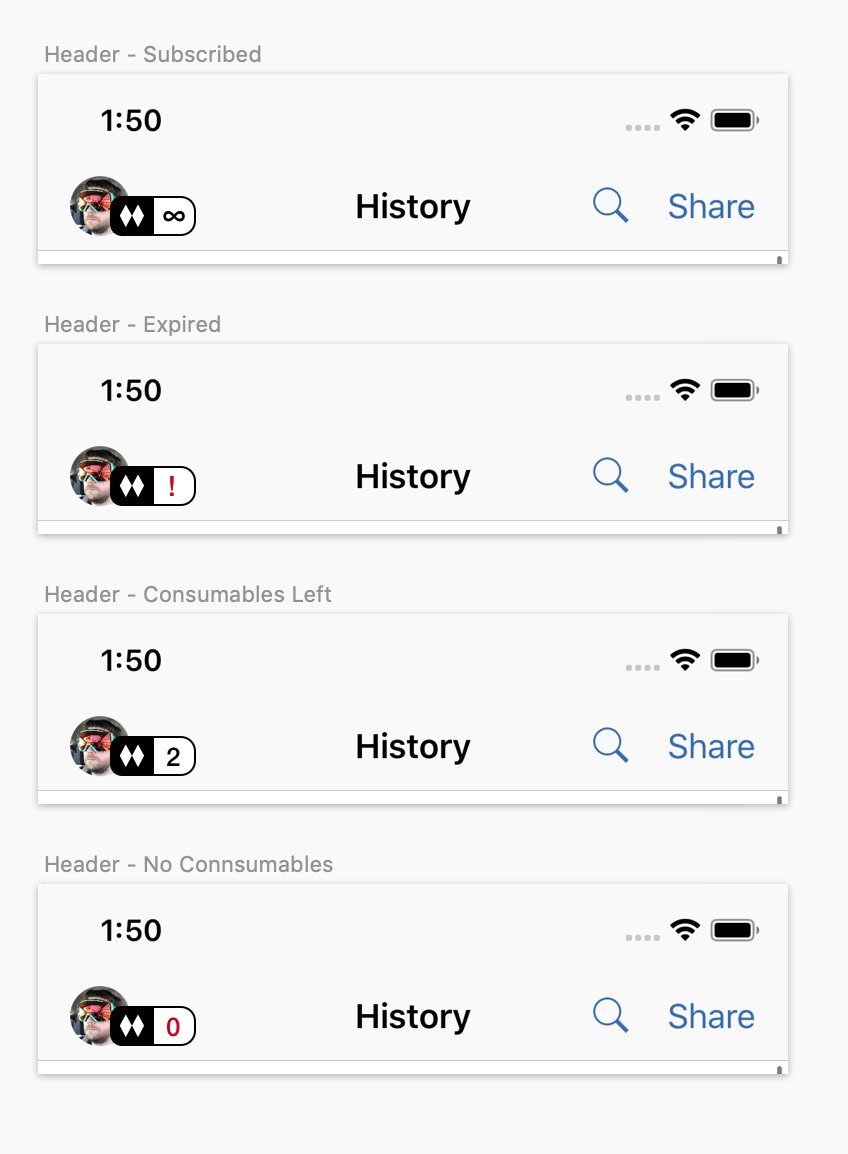 Header - Subscribed
1:50
∞ History Share
Header - Expired
1:50
! History Share
Header - Consumables Left
1:50
2 History Share
Header - No Connsumables
1:50
0 History Share